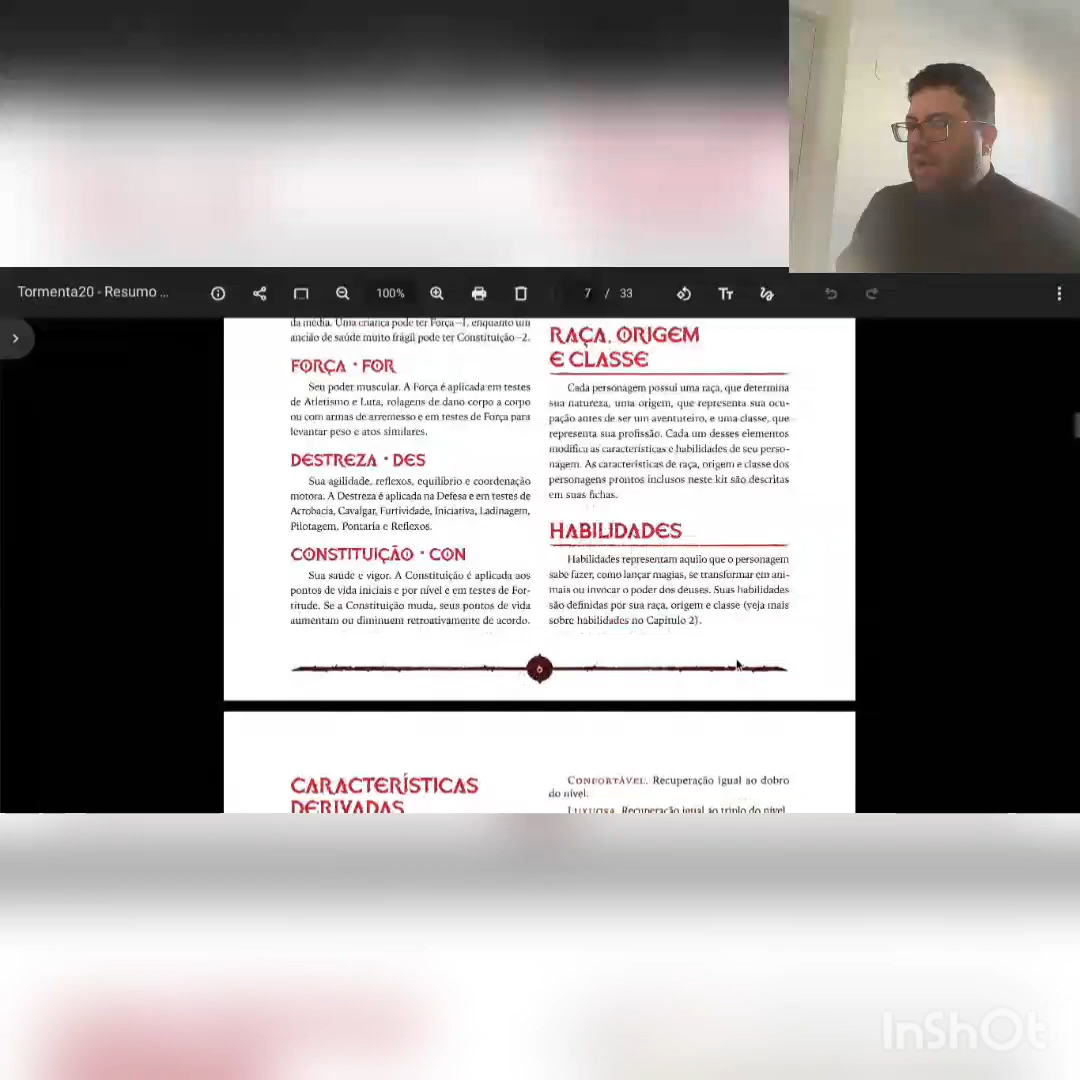 Tormenta20 - Resumo ...
100%
7 / 33
da média. Uma criança pode ter Força –1, enquanto um
ancião de saúde muito frágil pode ter Constituição –2.
FORÇA • FOR
Seu poder muscular. A Força é aplicada em testes
de Atletismo e Luta, rolagens de dano corpo a corpo
ou com armas de arremesso e em testes de Força para
levantar peso e atos similares.
DESTREZA • DES
Sua agilidade, reflexos, equilíbrio e coordenação
motora. A Destreza é aplicada na Defesa e em testes de
Acrobacia, Cavalgar, Furtividade, Iniciativa, Ladinagem,
Pilotagem, Pontaria e Reflexos.
CONSTITUIÇÃO • CON
Sua saúde e vigor. A Constituição é aplicada aos
pontos de vida iniciais e por nível e em testes de For-
titude. Se a Constituição muda, seus pontos de vida
aumentam ou diminuem retroativamente de acordo.
RAÇA, ORIGEM
E CLASSE
Cada personagem possui uma raça, que determina
sua natureza, uma origem, que representa sua ocu-
pação antes de ser um aventureiro, e uma classe, que
representa sua profissão. Cada um desses elementos
modifica as características e habilidades de seu perso-
nagem. As características de raça, origem e classe dos
personagens prontos inclusos neste kit são descritas
em suas fichas.
HABILIDADES
Habilidades representam aquilo que o personagem
sabe fazer, como lançar magias, se transformar em ani-
mais ou invocar o poder dos deuses. Suas habilidades
são definidas por sua raça, origem e classe (veja mais
sobre habilidades no Capítulo 2).
6
CARACTERÍSTICAS
DERIVADAS
CONFORTÁVEL. Recuperação igual ao dobro
do nível.
LUXUOSA. Recuperação igual ao triplo do nível.
InShOt